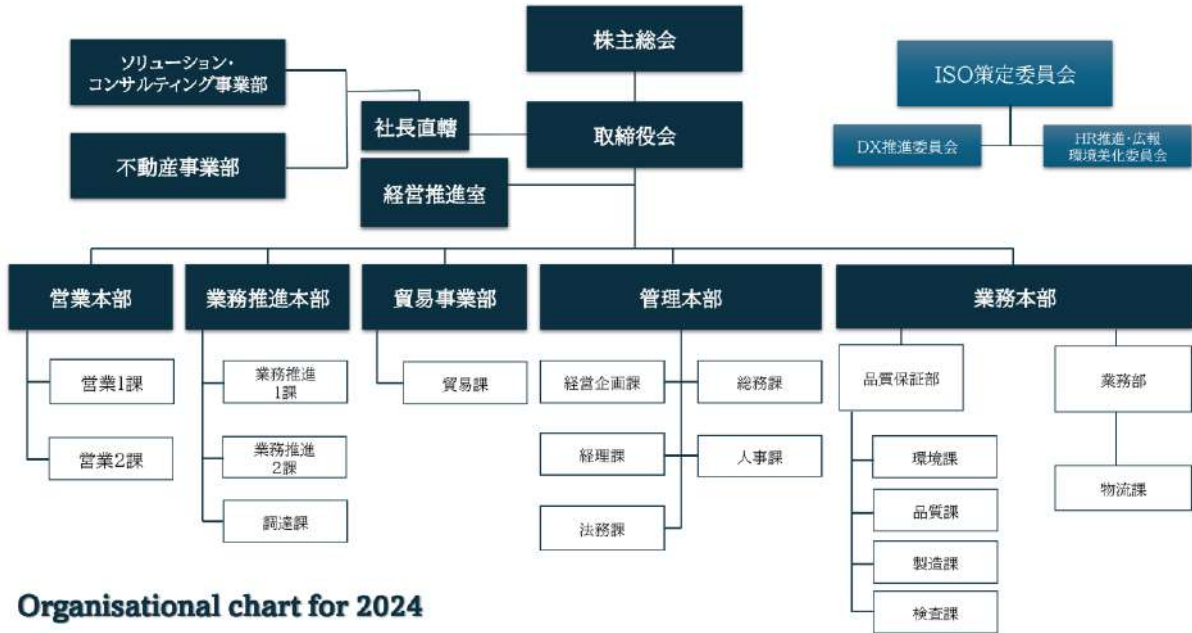 株主総会
ソリューション・
コンサルティング事業部
ISO策定委員会
社長直轄
取締役会
DX推進委員会
HR推進・広報
環境美化委員会
不動産事業部
経営推進室
営業本部
業務推進本部
貿易事業部
管理本部
業務本部
営業1課
業務推進
1課
貿易課
経営企画課
総務課
品質保証部
業務部
営業2課
業務推進
2課
経理課
人事課
環境課
物流課
調達課
法務課
品質課
製造課
検査課
Organisational chart for 2024